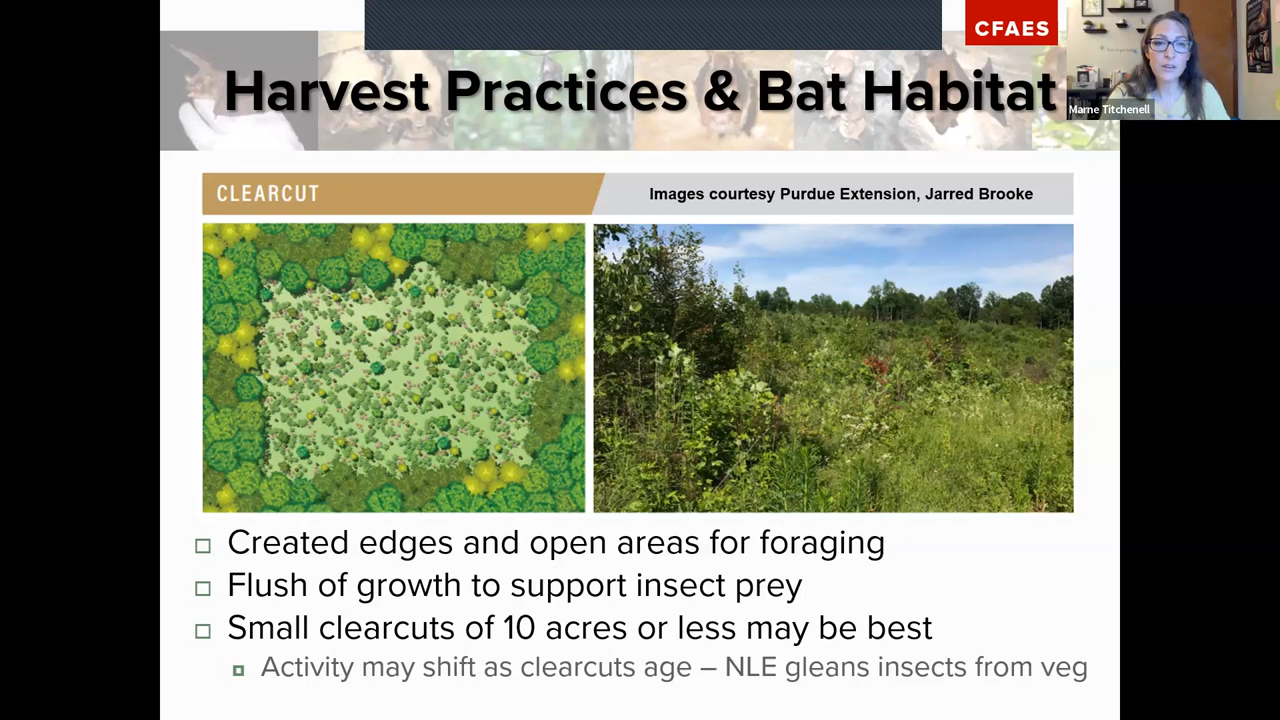 CFAES
Harvest Practices & Bat Habitat
Marne Titchenell
CLEARCUT
Images courtesy Purdue Extension, Jarred Brooke
Created edges and open areas for foraging
Flush of growth to support insect prey
Small clearcuts of 10 acres or less may be best
Activity may shift as clearcuts age – NLE gleans insects from veg